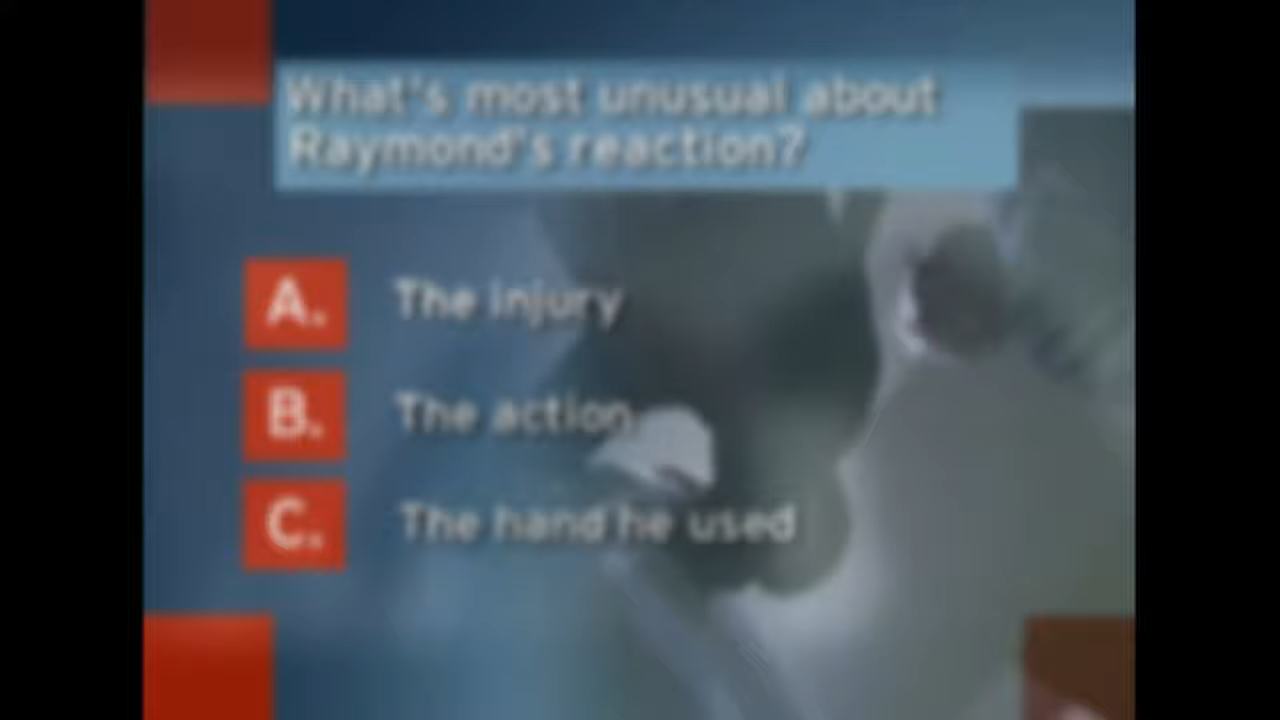 What's most unusual about
Raymond's reaction?
A. The injury
B. The action
C. The hand he used